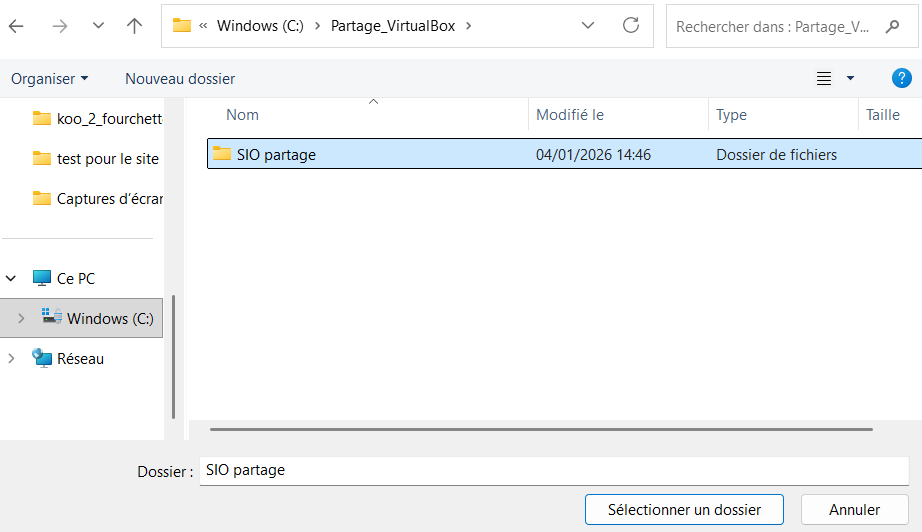 « Windows (C:) > Partage_VirtualBox >
Rechercher dans : Partage_V...
Organiser
Nouveau dossier
?
koo_2_fourchett
test pour le site
Captures d’écrar
Ce PC
Windows (C:)
Réseau
Nom Modifié le Type Taille
SIO partage 04/01/2026 14:46 Dossier de fichiers
Dossier : SIO partage
Sélectionner un dossier
Annuler